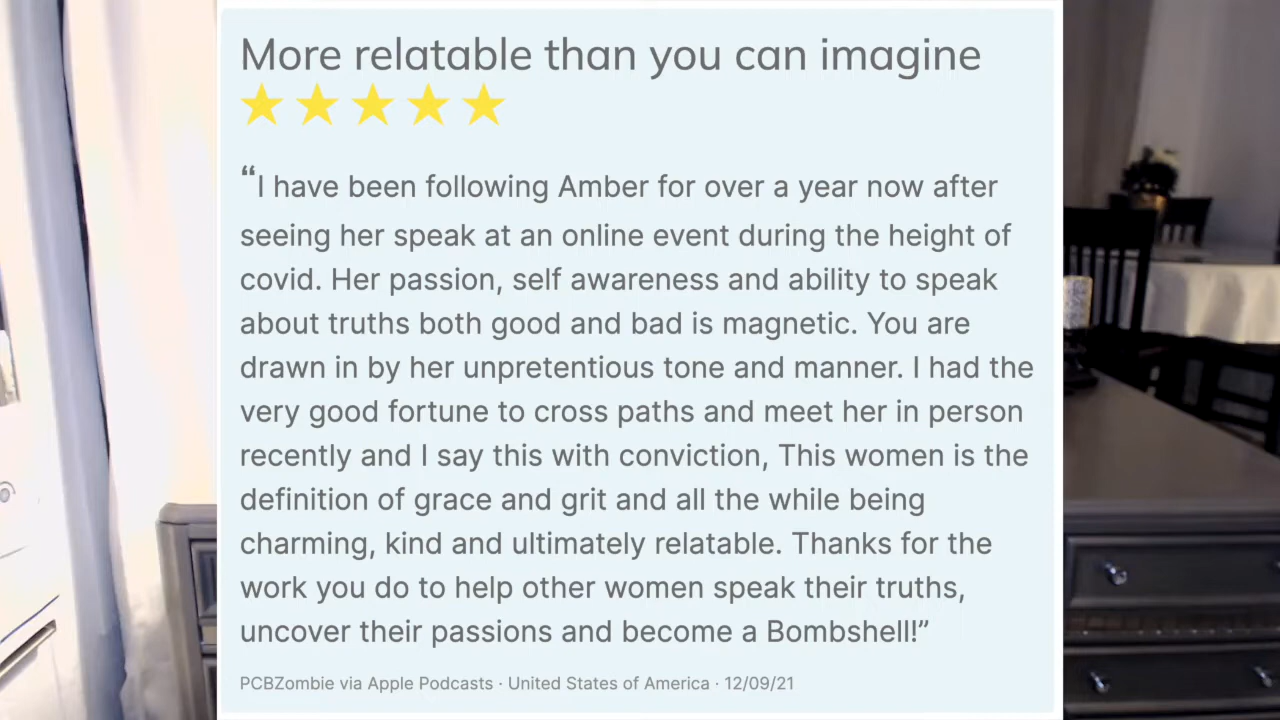 More relatable than you can imagine
“I have been following Amber for over a year now after
seeing her speak at an online event during the height of
covid. Her passion, self awareness and ability to speak
about truths both good and bad is magnetic. You are
drawn in by her unpretentious tone and manner. I had the
very good fortune to cross paths and meet her in person
recently and I say this with conviction, This women is the
definition of grace and grit and all the while being
charming, kind and ultimately relatable. Thanks for the
work you do to help other women speak their truths,
uncover their passions and become a Bombshell!”
PCBZombie via Apple Podcasts · United States of America · 12/09/21